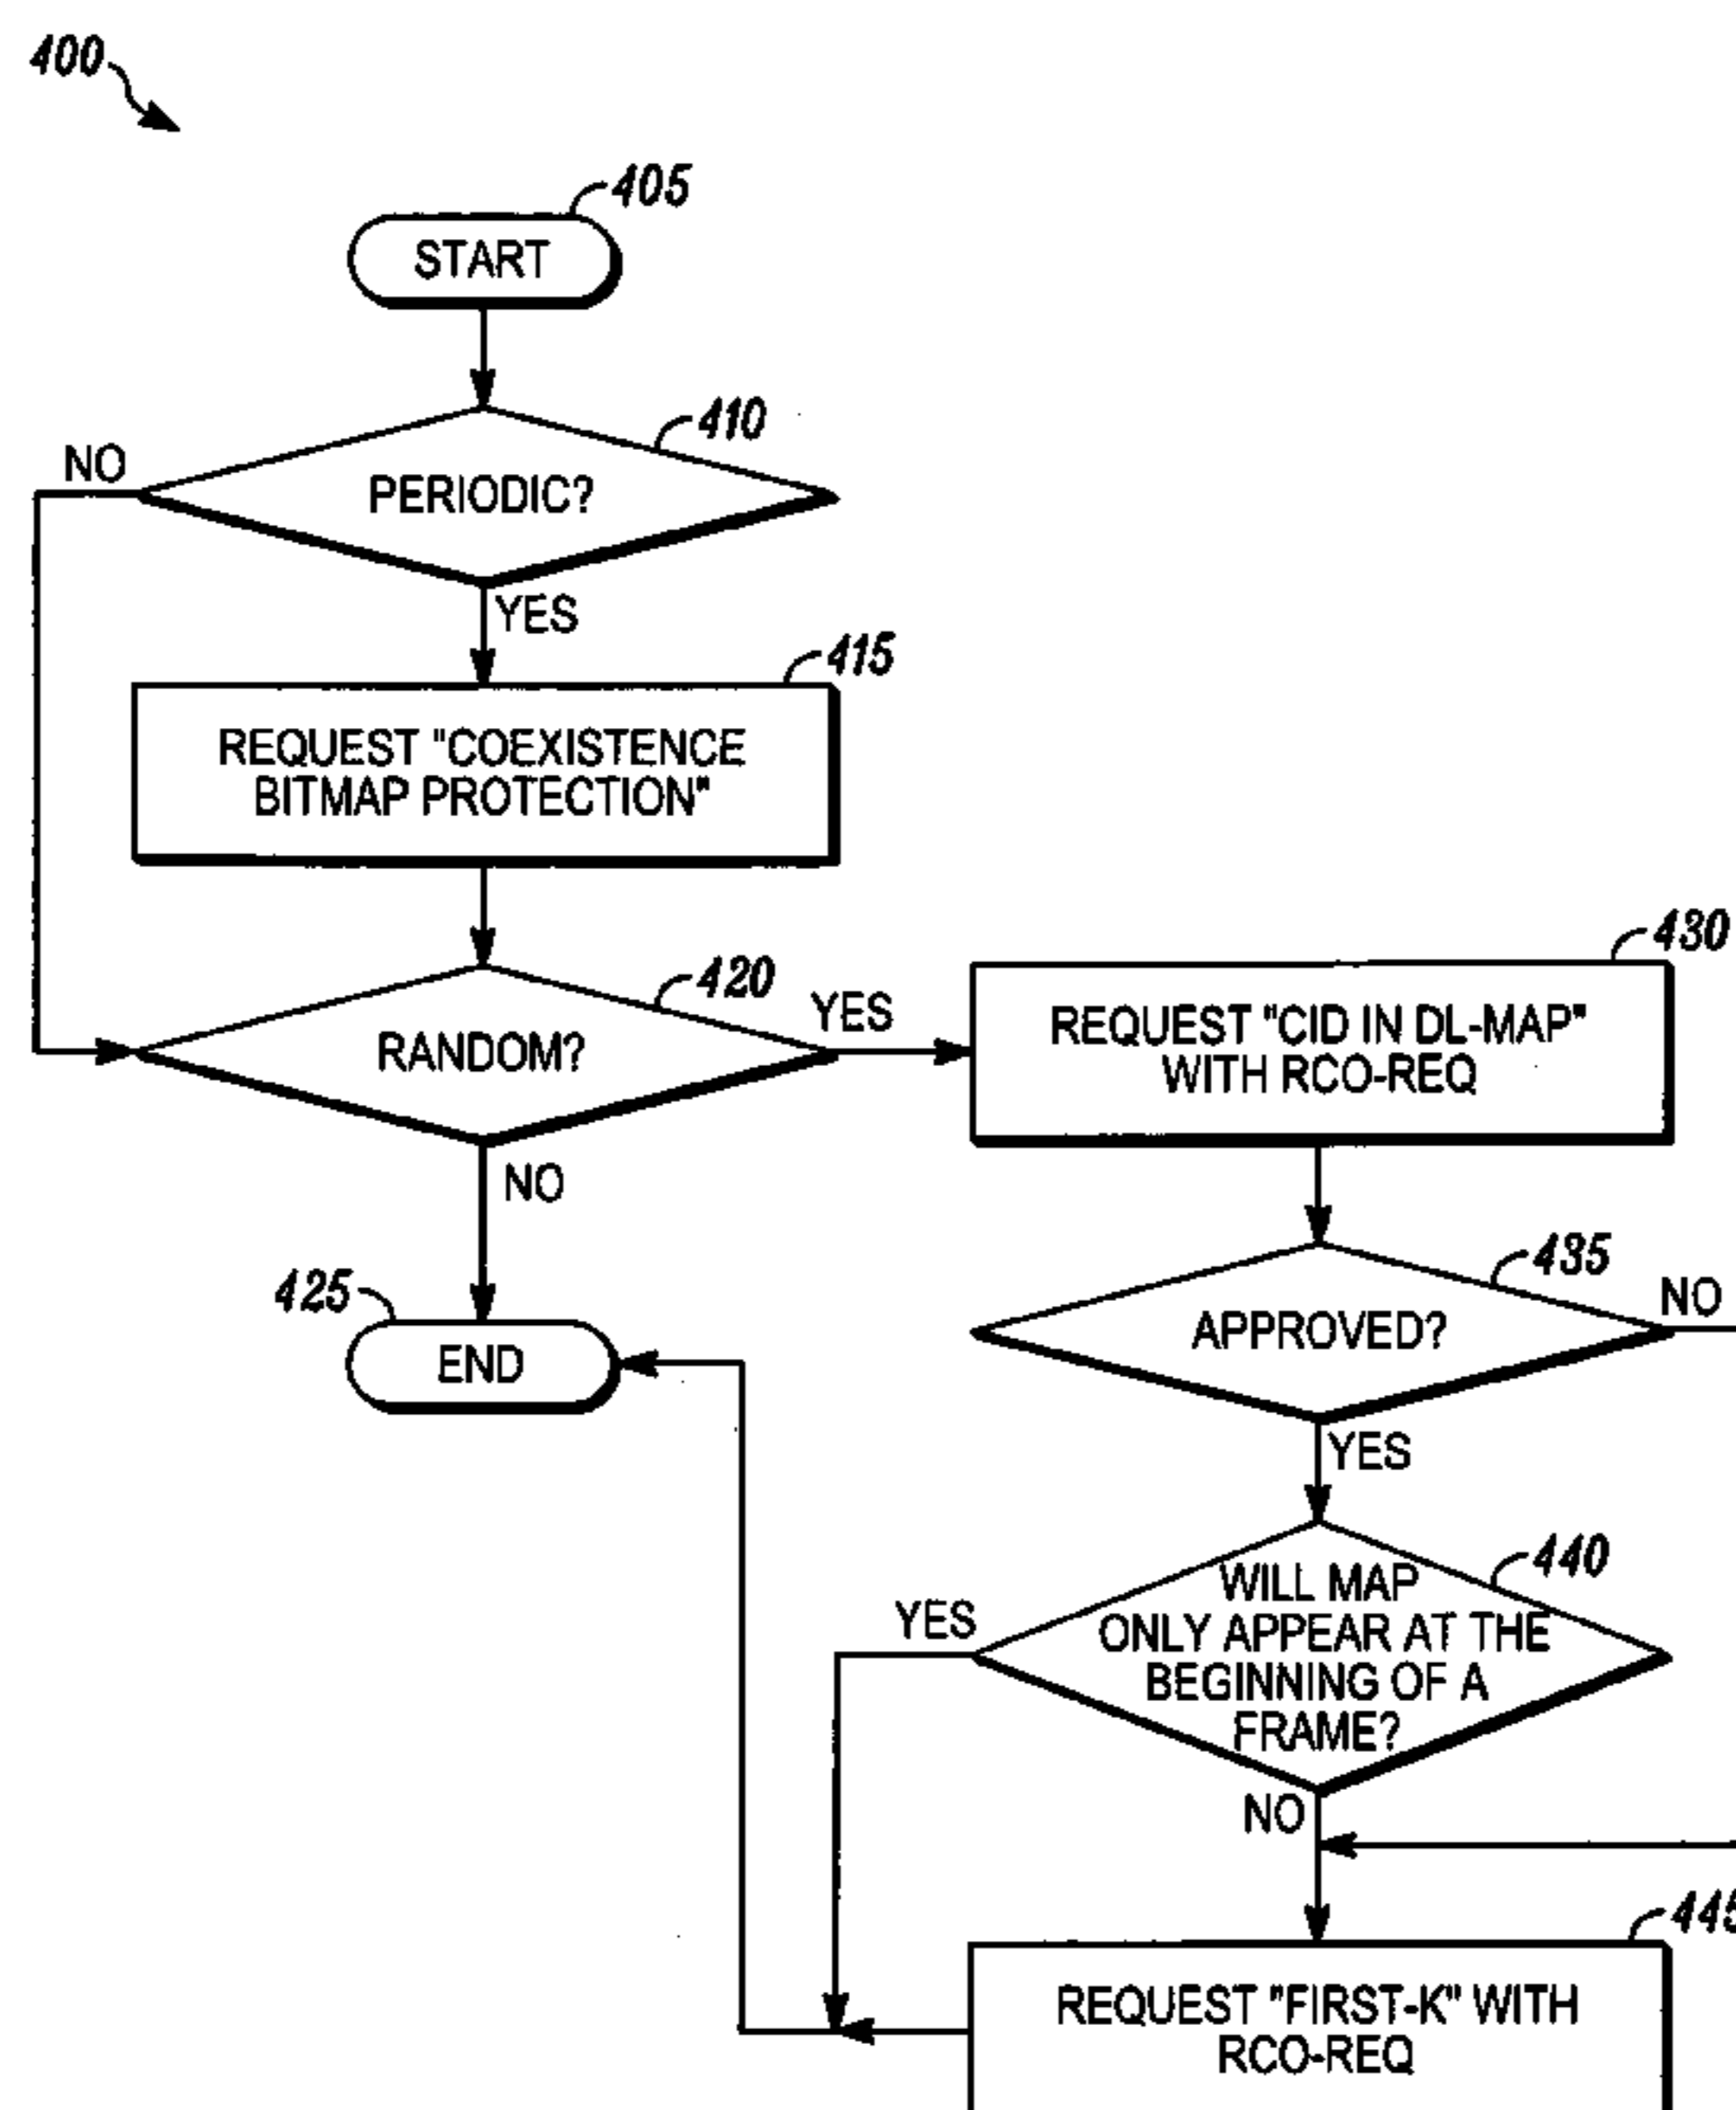 400
405
START
410
NO
PERIODIC?
YES
415
REQUEST "COEXISTENCE
BITMAP PROTECTION"
430
420
YES
REQUEST "CID IN DL-MAP"
WITH RCO-REQ
RANDOM?
NO
435
425
NO
APPROVED?
END
YES
440
WILL MAP
YES
ONLY APPEAR AT THE
BEGINNING OF A
FRAME?
NO
445
REQUEST "FIRST-K" WITH
RCO-REQ